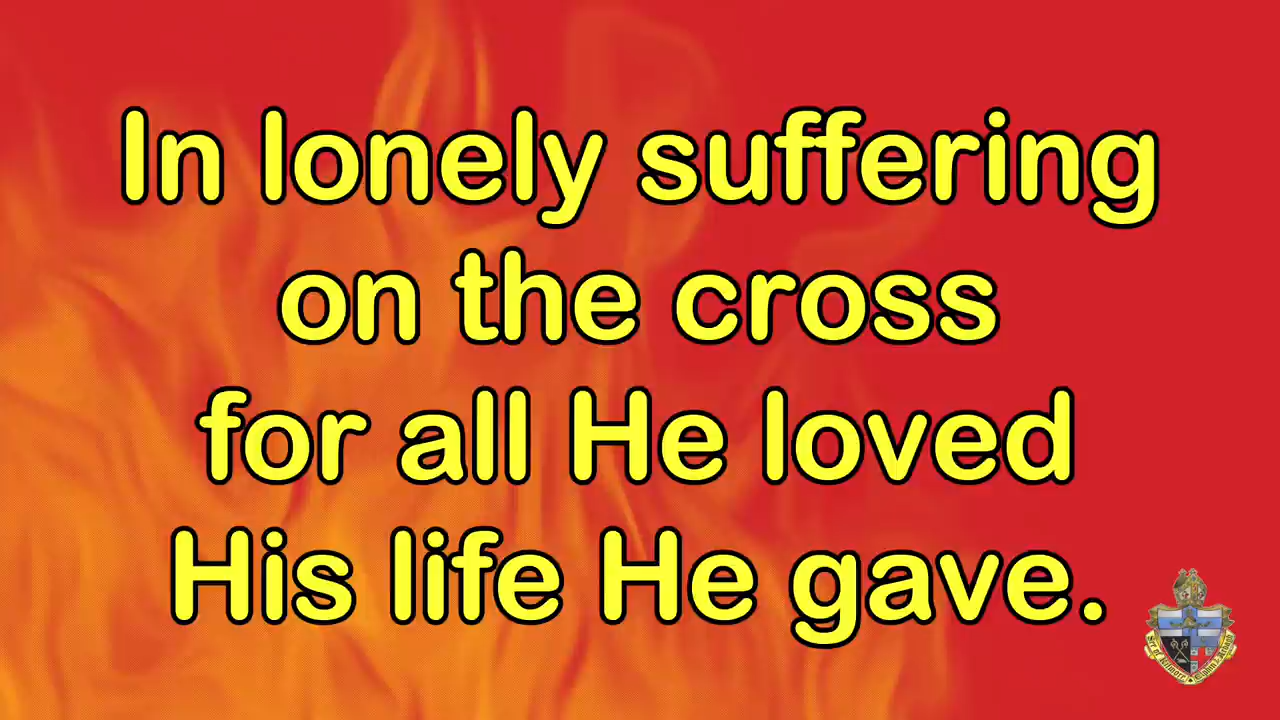 In lonely suffering
on the cross
for all He loved
His life He gave.